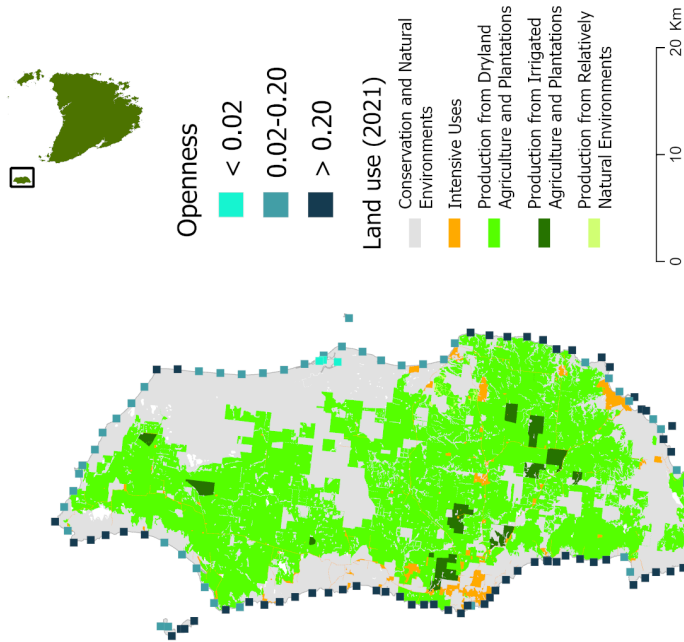 Openness
< 0.02
0.02-0.20
> 0.20
Land use (2021)
Conservation and Natural
Environments
Intensive Uses
Production from Dryland
Agriculture and Plantations
Production from Irrigated
Agriculture and Plantations
Production from Relatively
Natural Environments
0 10 20 Km